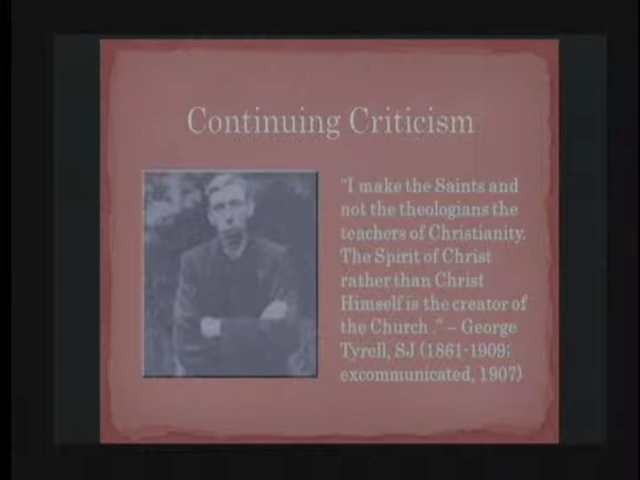 Continuing Criticism
"I make the Saints and
not the theologians the
teachers of Christianity.
The Spirit of Christ
rather than Christ
Himself is the creator of
the Church ." – George
Tyrell, SJ (1861-1909;
excommunicated, 1907)